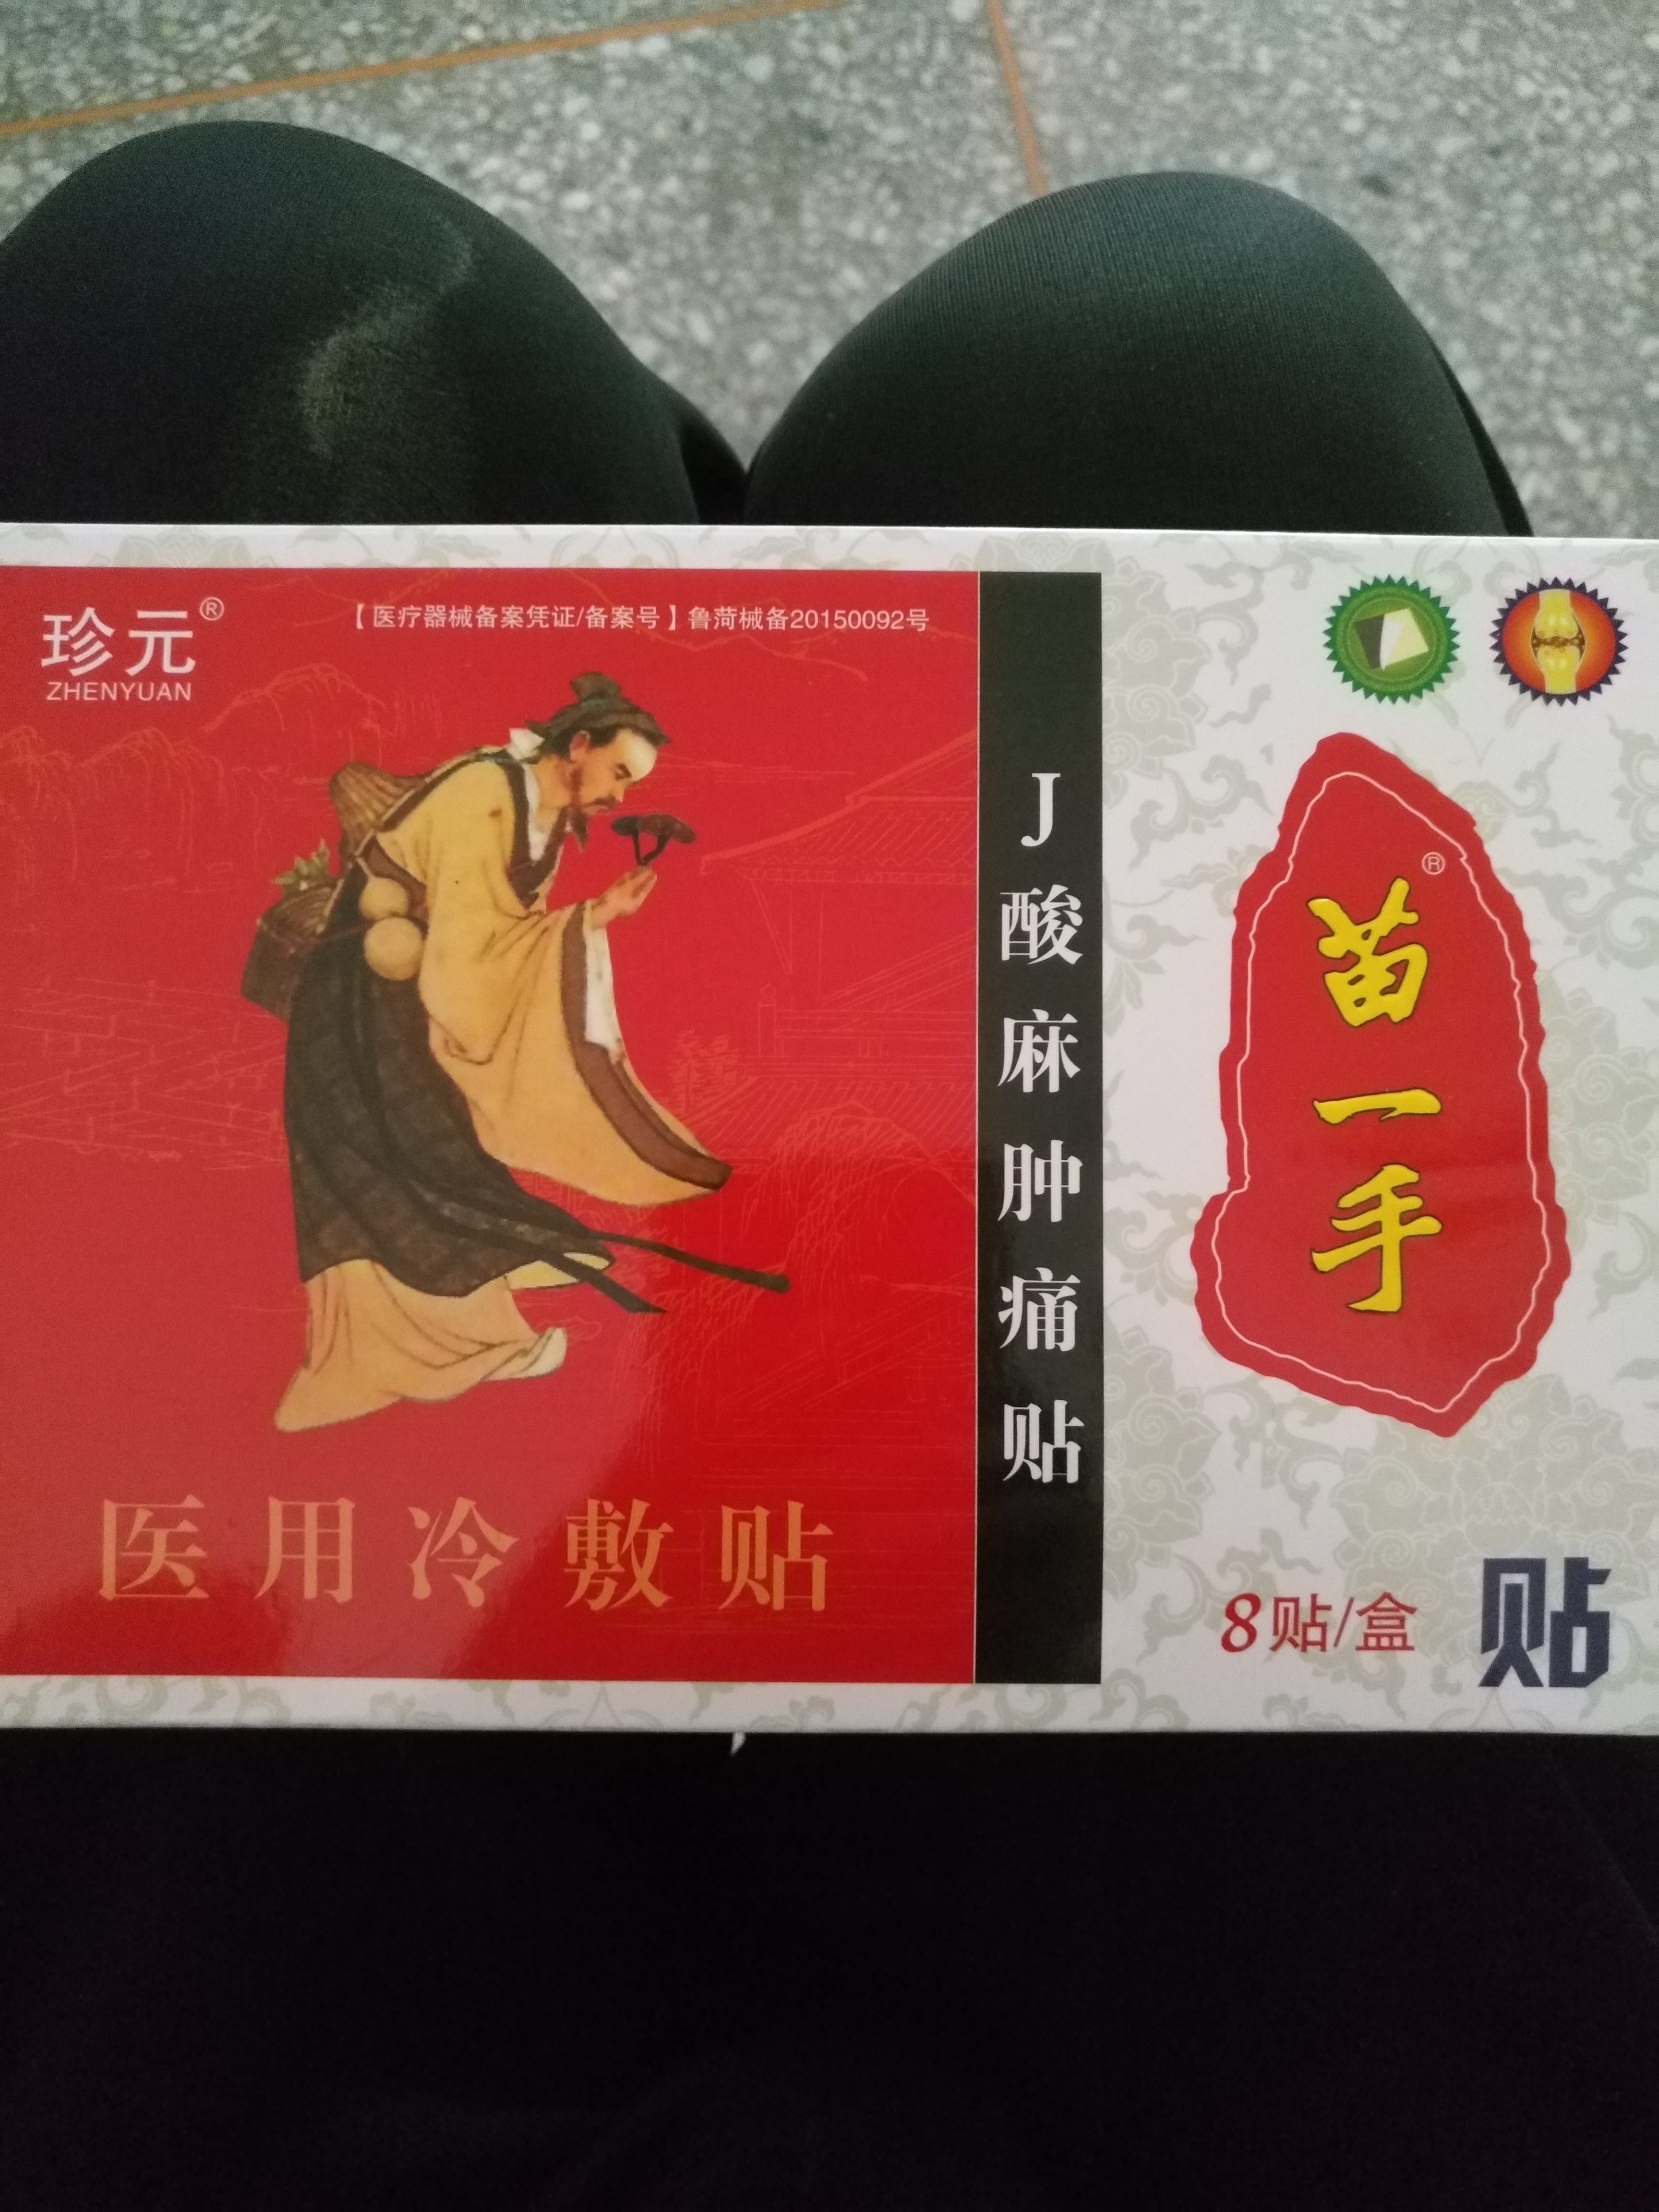 珍元®
ZHENYUAN
【医疗器械备案凭证/备案号】鲁菏械备20150092号
医用冷敷贴
J酸麻肿痛贴
苗一手®
8贴/盒
贴